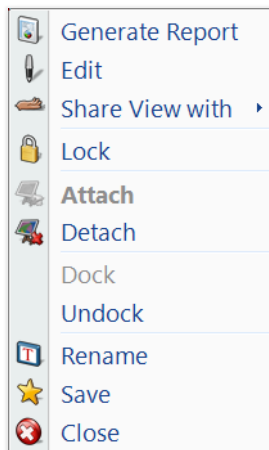 Generate Report
Edit
Share View with
Lock
Attach
Detach
Dock
Undock
Rename
Save
Close